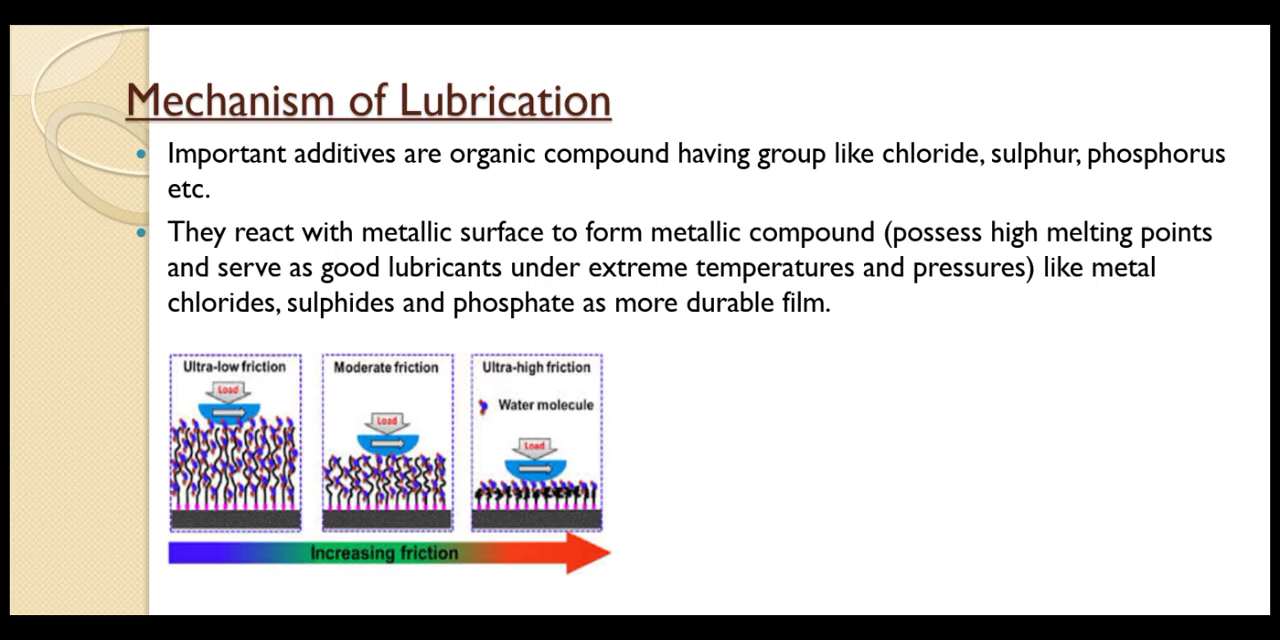 Mechanism of Lubrication
Important additives are organic compound having group like chloride, sulphur, phosphorus
etc.
They react with metallic surface to form metallic compound (possess high melting points
and serve as good lubricants under extreme temperatures and pressures) like metal
chlorides, sulphides and phosphate as more durable film.
Ultra-low friction
Load
Moderate friction
Load
Ultra-high friction
Water molecule
Load
Increasing friction